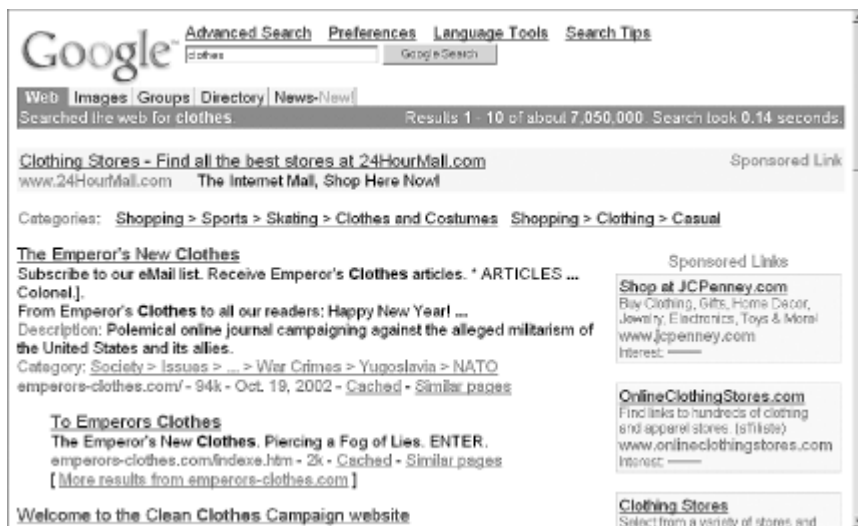 Google™
Advanced Search Preferences Language Tools Search Tips
clothes Google Search
Web Images Groups Directory News-New!
Searched the web for clothes. Results 1 - 10 of about 7,050,000. Search took 0.14 seconds.
Clothing Stores - Find all the best stores at 24HourMall.com Sponsored Link
www.24HourMall.com The Internet Mall, Shop Here Now!
Categories: Shopping > Sports > Skating > Clothes and Costumes Shopping > Clothing > Casual
The Emperor's New Clothes
Subscribe to our eMail list. Receive Emperor's Clothes articles. * ARTICLES ...
Colonel.].
From Emperor's Clothes to all our readers: Happy New Year! ...
Description: Polemical online journal campaigning against the alleged militarism of
the United States and its allies.
Category: Society > Issues > ... > War Crimes > Yugoslavia > NATO
emperors-clothes.com/ - 94k - Oct. 19, 2002 - Cached - Similar pages
To Emperors Clothes
The Emperor's New Clothes. Piercing a Fog of Lies. ENTER.
emperors-clothes.com/indexe.htm - 2k - Cached - Similar pages
[ More results from emperors-clothes.com ]
Welcome to the Clean Clothes Campaign website
Sponsored Links
Shop at JCPenney.com
Buy Clothing, Gifts, Home Decor,
Jewelry, Electronics, Toys & More!
www.jcpenney.com
Interest:
OnlineClothingStores.com
Find links to hundreds of clothing
and apparel stores. (affiliate)
www.onlineclothingstores.com
Interest:
Clothing Stores
Select from a variety of stores and